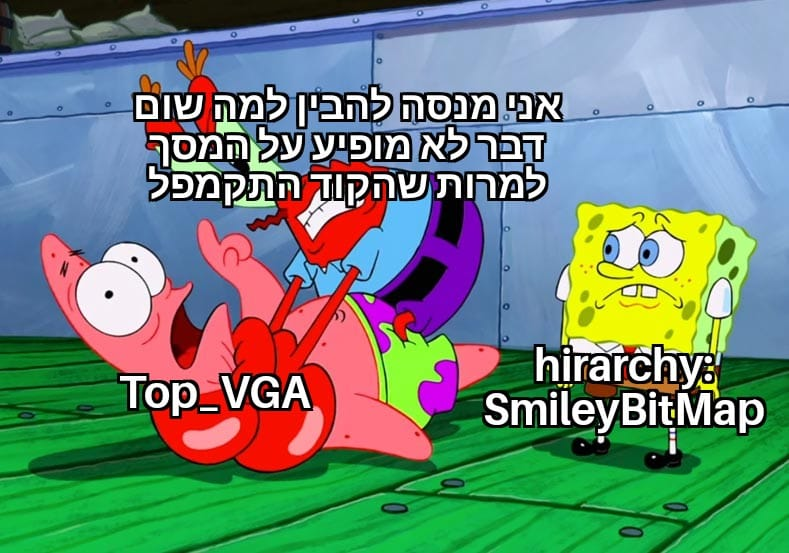 אני מנסה להבין למה שום
דבר לא מופיע על המסך
למרות שהקוד התקמפל
Top_VGA
hirarchy:
SmileyBitMap